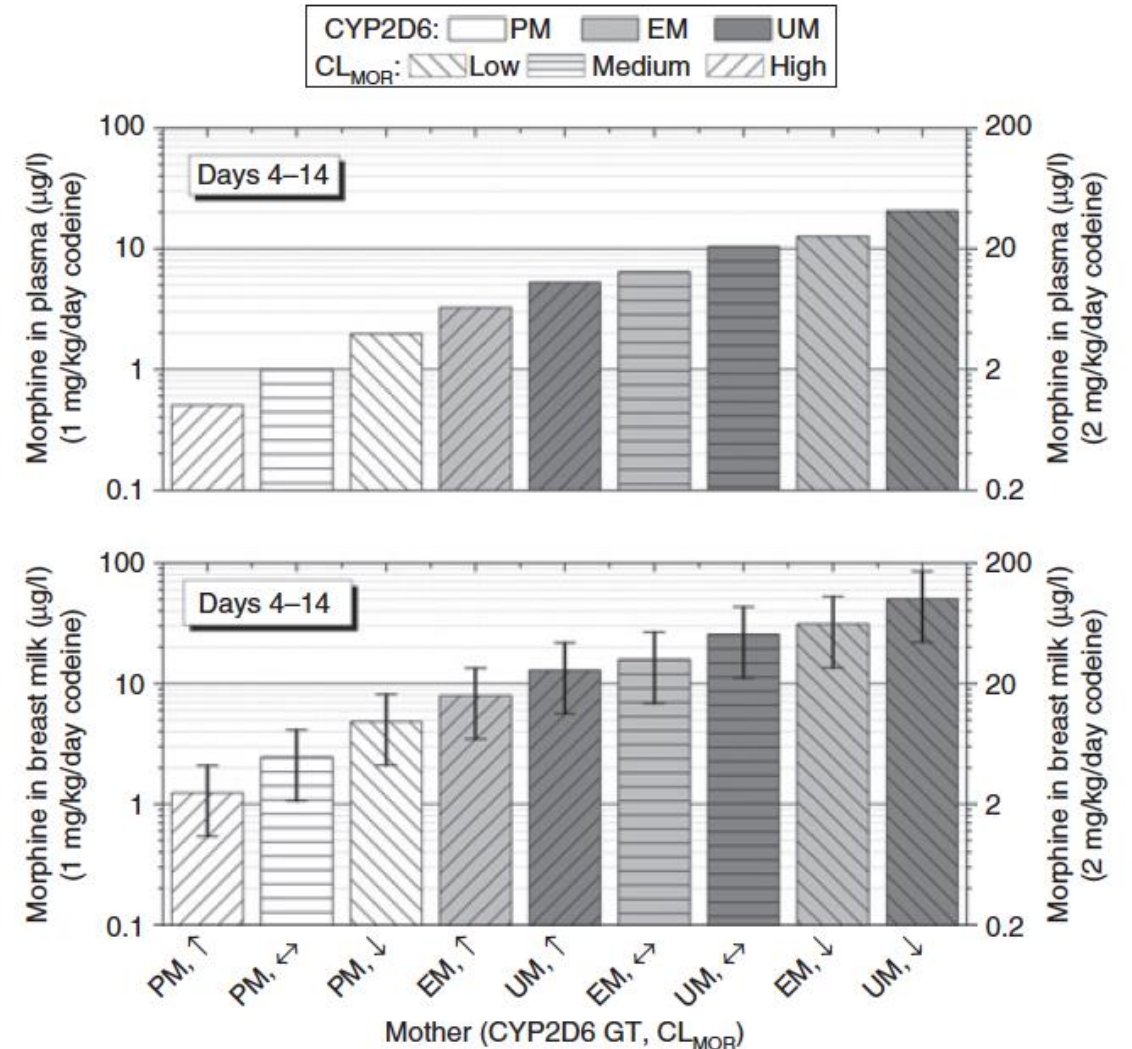 CYP2D6: PM EM UM
CL_MOR: Low Medium High
Morphine in plasma (μg/l)
(1 mg/kg/day codeine)
100
10
1
0.1
Days 4–14
200
20
2
0.2
Morphine in plasma (μg/l)
(2 mg/kg/day codeine)
Morphine in breast milk (μg/l)
(1 mg/kg/day codeine)
100
10
1
0.1
Days 4–14
200
20
2
0.2
Morphine in breast milk (μg/l)
(2 mg/kg/day codeine)
PM, ↑
PM, ↔
PM, ↓
EM, ↑
UM, ↑
EM, ↔
UM, ↔
EM, ↓
UM, ↓
Mother (CYP2D6 GT, CL_MOR)